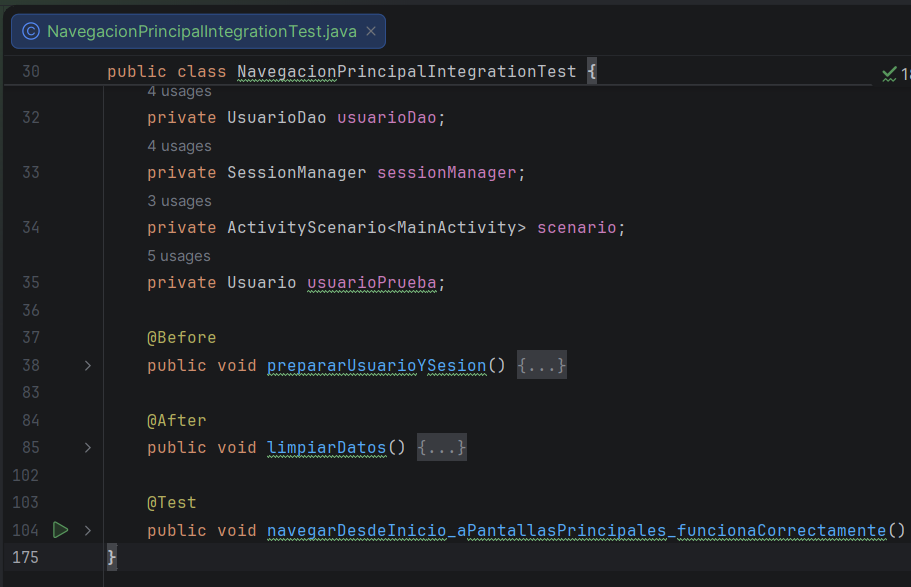 NavegacionPrincipalIntegrationTest.java
30 public class NavegacionPrincipalIntegrationTest {
4 usages
32 private UsuarioDao usuarioDao;
4 usages
33 private SessionManager sessionManager;
3 usages
34 private ActivityScenario<MainActivity> scenario;
5 usages
35 private Usuario usuarioPrueba;
36
37 @Before
38 public void prepararUsuarioYSesion() {...}
83
84 @After
85 public void limpiarDatos() {...}
102
103 @Test
104 public void navegarDesdeInicio_aPantallasPrincipales_funcionaCorrectamente()
175 }